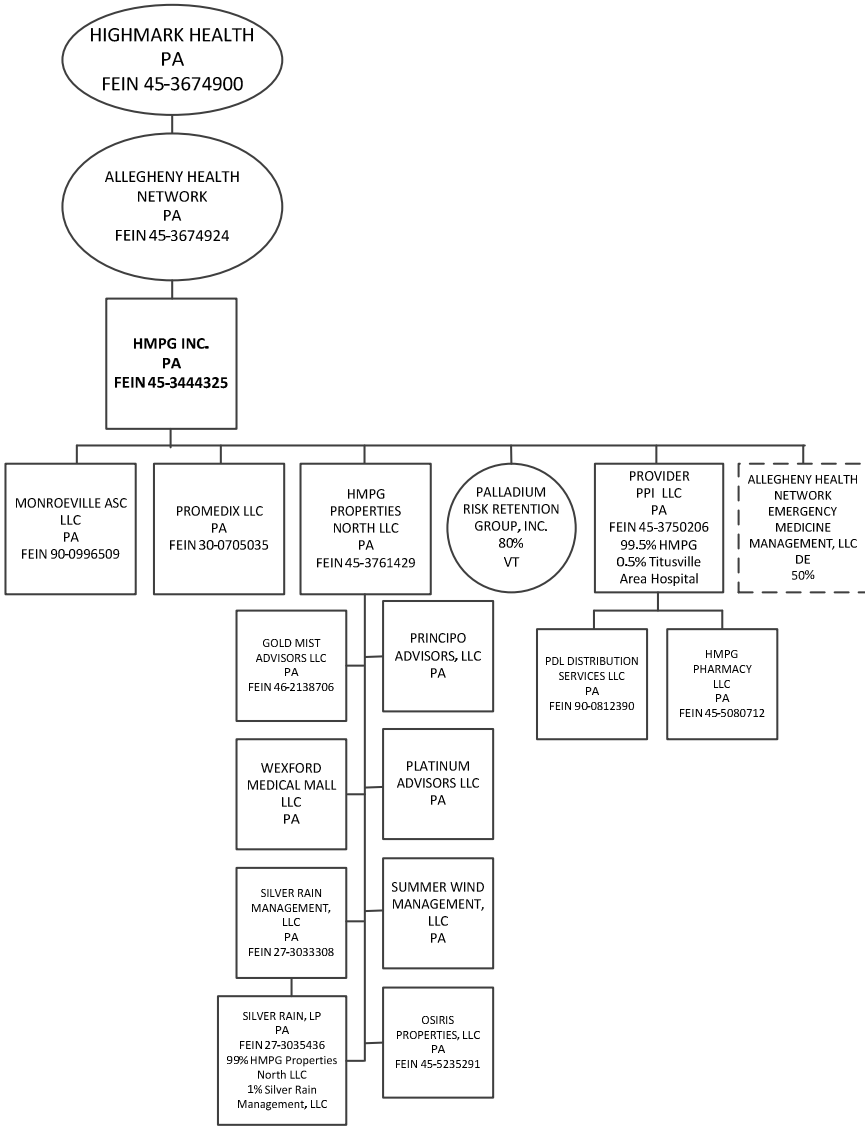 HIGHMARK HEALTH
PA
FEIN 45-3674900
ALLEGHENY HEALTH
NETWORK
PA
FEIN 45-3674924
HMPG INC.
PA
FEIN 45-3444325
MONROEVILLE ASC
LLC
PA
FEIN 90-0996509
PROMEDIX LLC
PA
FEIN 30-0705035
HMPG
PROPERTIES
NORTH LLC
PA
FEIN 45-3761429
PALLADIUM
RISK RETENTION
GROUP, INC.
80%
VT
PROVIDER
PPI LLC
PA
FEIN 45-3750206
99.5% HMPG
0.5% Titusville
Area Hospital
ALLEGHENY HEALTH
NETWORK
EMERGENCY
MEDICINE
MANAGEMENT, LLC
DE
50%
GOLD MIST
ADVISORS LLC
PA
FEIN 46-2138706
PRINCIPO
ADVISORS, LLC
PA
PDL DISTRIBUTION
SERVICES LLC
PA
FEIN 90-0812390
HMPG
PHARMACY
LLC
PA
FEIN 45-5080712
WEXFORD
MEDICAL MALL
LLC
PA
PLATINUM
ADVISORS LLC
PA
SILVER RAIN
MANAGEMENT,
LLC
PA
FEIN 27-3033308
SUMMER WIND
MANAGEMENT,
LLC
PA
SILVER RAIN, LP
PA
FEIN 27-3035436
99% HMPG Properties
North LLC
1% Silver Rain
Management, LLC
OSIRIS
PROPERTIES, LLC
PA
FEIN 45-5235291